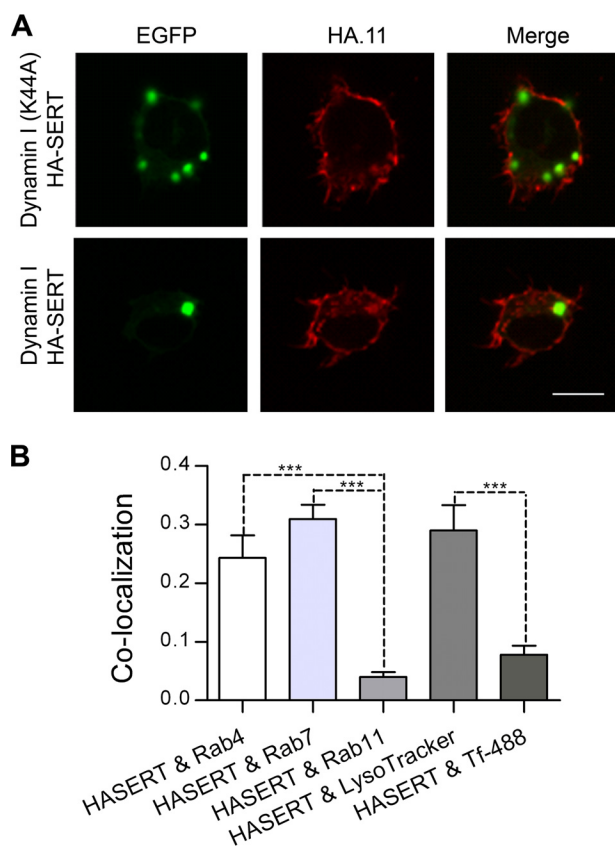 A
EGFP HA.11 Merge
Dynamin I (K44A)
HA-SERT
Dynamin I
HA-SERT
B
Co-localization
0.4
0.3
0.2
0.1
0.0
*** *** ***
HASERT & Rab4
HASERT & Rab7
HASERT & Rab11
HASERT & LysoTracker
HASERT & Tf-488